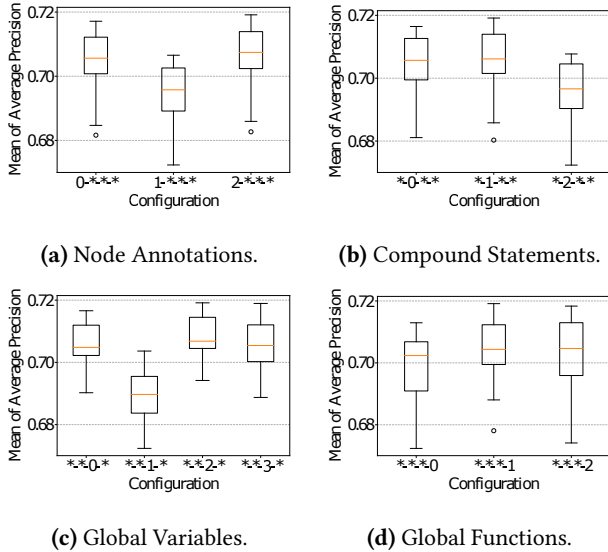 Mean of Average Precision
0.70
0.68
0-*-*-*
1-*-*-*
2-*-*-*
Configuration
(a) Node Annotations.
Mean of Average Precision
0.72
0.70
0.68
*-0-*-*
*-1-*-*
*-2-*-*
Configuration
(b) Compound Statements.
Mean of Average Precision
0.72
0.70
0.68
*-*-0-*
*-*-1-*
*-*-2-*
*-*-3-*
Configuration
(c) Global Variables.
Mean of Average Precision
0.72
0.70
0.68
*-*-*-0
*-*-*-1
*-*-*-2
Configuration
(d) Global Functions.